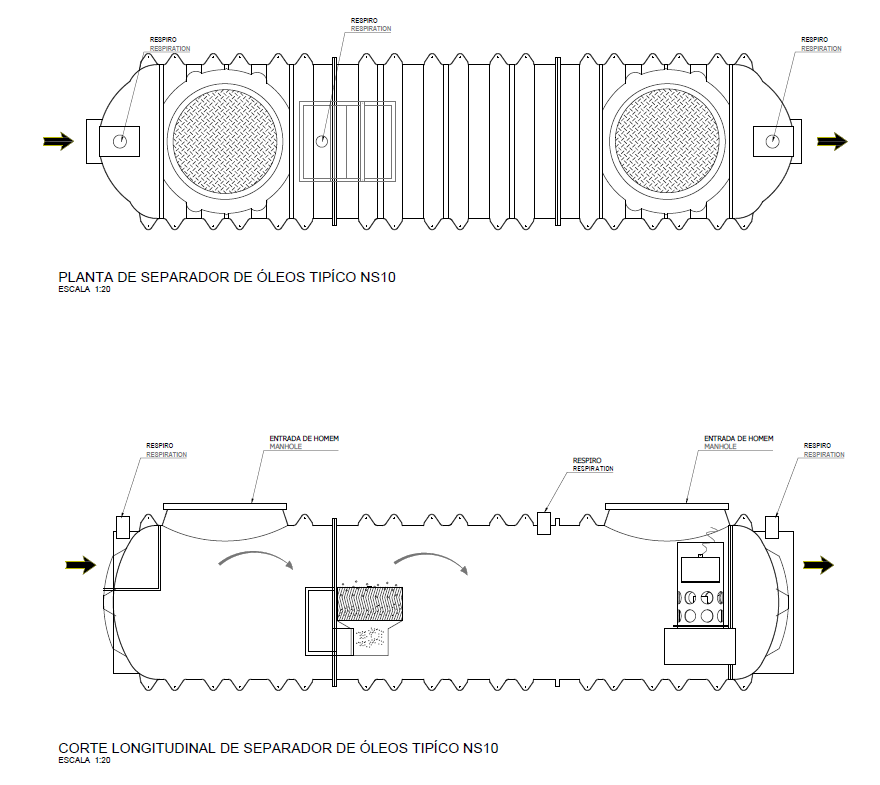 RESPIRO
RESPIRATION
RESPIRO
RESPIRATION
RESPIRO
RESPIRATION
PLANTA DE SEPARADOR DE ÓLEOS TIPÍCO NS10
ESCALA 1:20
RESPIRO
RESPIRATION
ENTRADA DE HOMEM
MANHOLE
RESPIRO
RESPIRATION
ENTRADA DE HOMEM
MANHOLE
RESPIRO
RESPIRATION
CORTE LONGITUDINAL DE SEPARADOR DE ÓLEOS TIPÍCO NS10
ESCALA 1:20